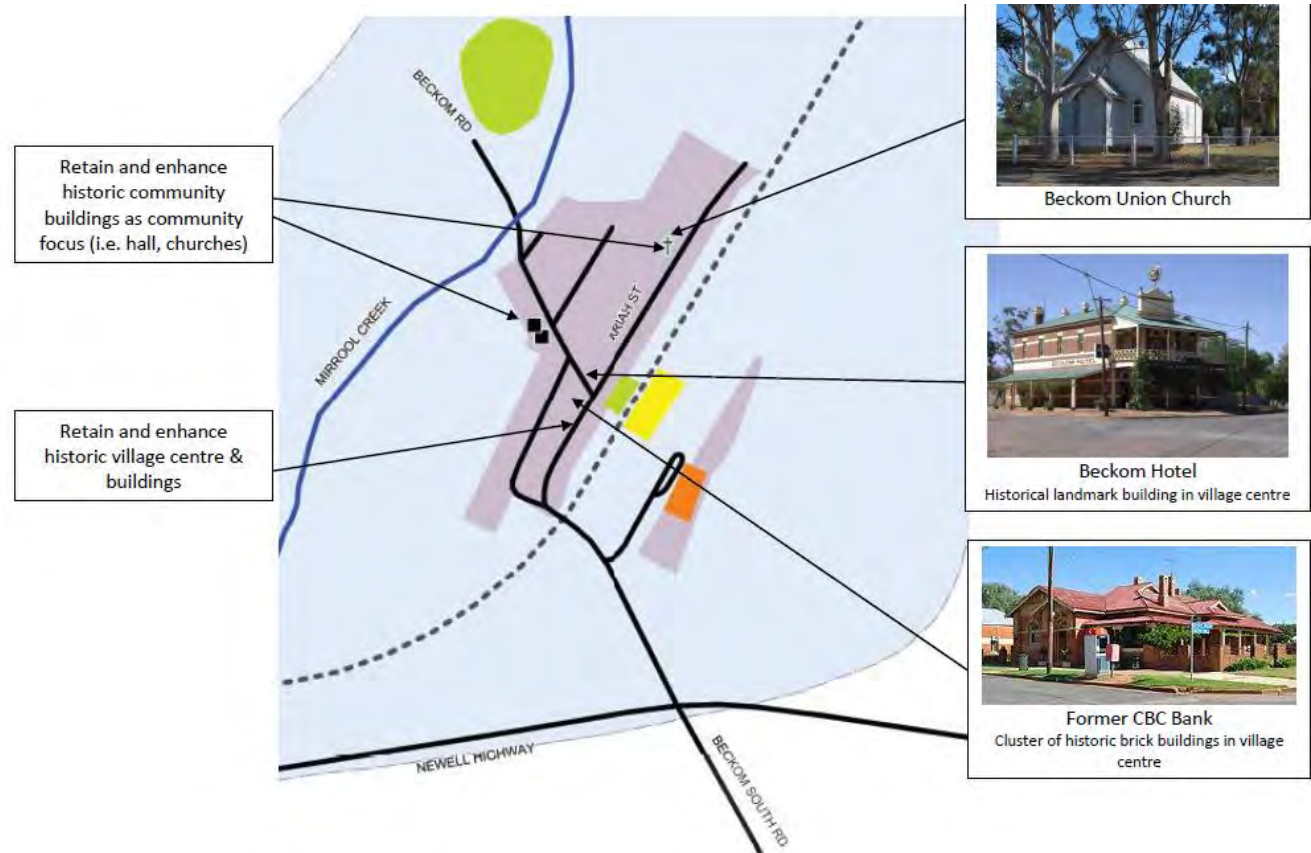 BECKOM RD
Retain and enhance
historic community
buildings as community
focus (i.e. hall, churches)
Beckom Union Church
ARIAH ST
MIRROOL CREEK
BECKOM HOTEL
Beckom Hotel
Historical landmark building in village centre
Retain and enhance
historic village centre &
buildings
Former CBC Bank
Cluster of historic brick buildings in village
centre
NEWELL HIGHWAY
BECKOM SOUTH RD